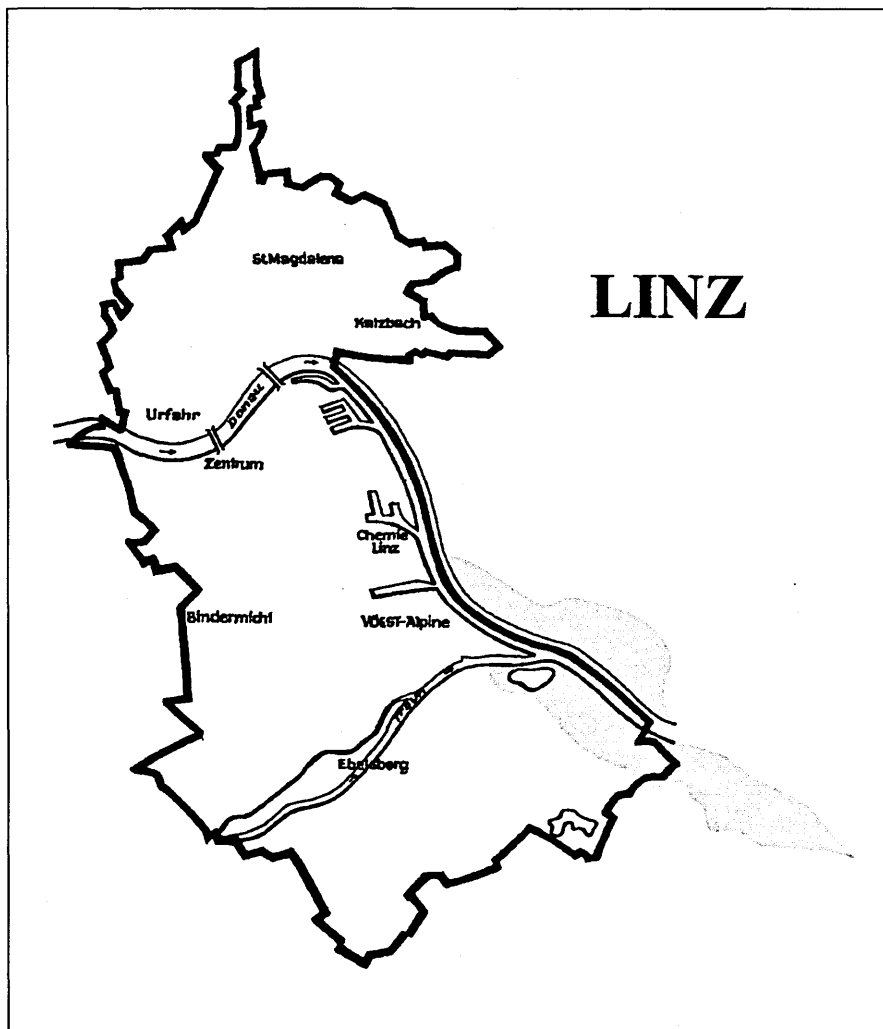 St.Magdalena
LINZ
Katzbach
Urfahr
Donau
Zentrum
Chemie
Linz
Bindermichl
VÖEST-Alpine
Traun
Ebelsberg